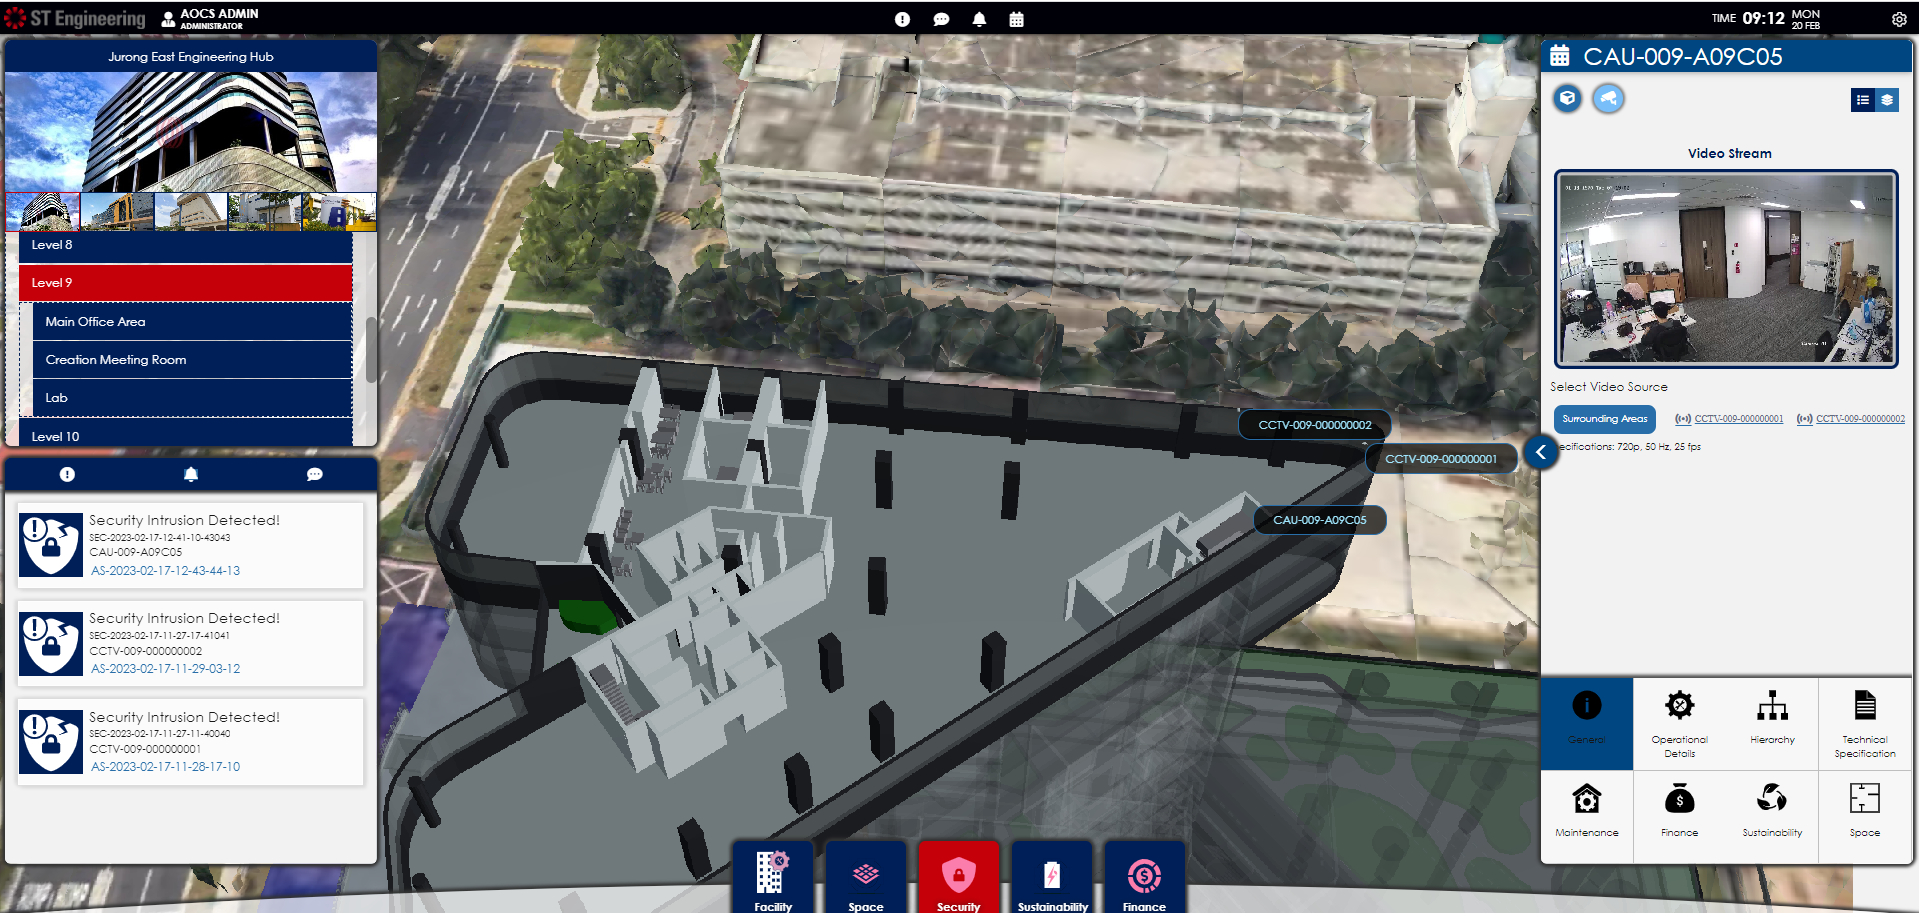 ST Engineering
AOCS ADMIN
ADMINISTRATOR
TIME 09:12 MON
20 FEB
Jurong East Engineering Hub
Level 8
Level 9
Main Office Area
Creation Meeting Room
Lab
Level 10
Security Intrusion Detected!
SEC-2023-02-17-12-41-10-43043
CAU-009-A09C05
AS-2023-02-17-12-43-44-13
Security Intrusion Detected!
SEC-2023-02-17-11-27-17-41041
CCTV-009-000000002
AS-2023-02-17-11-29-03-12
Security Intrusion Detected!
SEC-2023-02-17-11-27-11-40040
CCTV-009-000000001
AS-2023-02-17-11-28-17-10
CCTV-009-000000002
CCTV-009-000000001
CAU-009-A09C05
Facility
Space
Security
Sustainability
Finance
CAU-009-A09C05
Video Stream
Select Video Source
Surrounding Areas
CCTV-009-000000001
CCTV-009-000000002
ecifications: 720p, 50 Hz, 25 fps
General
Operational
Details
Hierarchy
Technical
Specification
Maintenance
Finance
Sustainability
Space